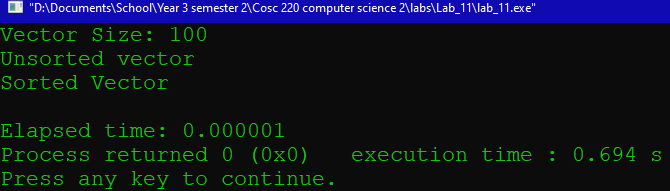 "D:\Documents\School\Year 3 semester 2\Cosc 220 computer science 2\labs\Lab_11\lab_11.exe"
Vector Size: 100
Unsorted vector
Sorted Vector
Elapsed time: 0.000001
Process returned 0 (0x0)   execution time : 0.694 s
Press any key to continue.